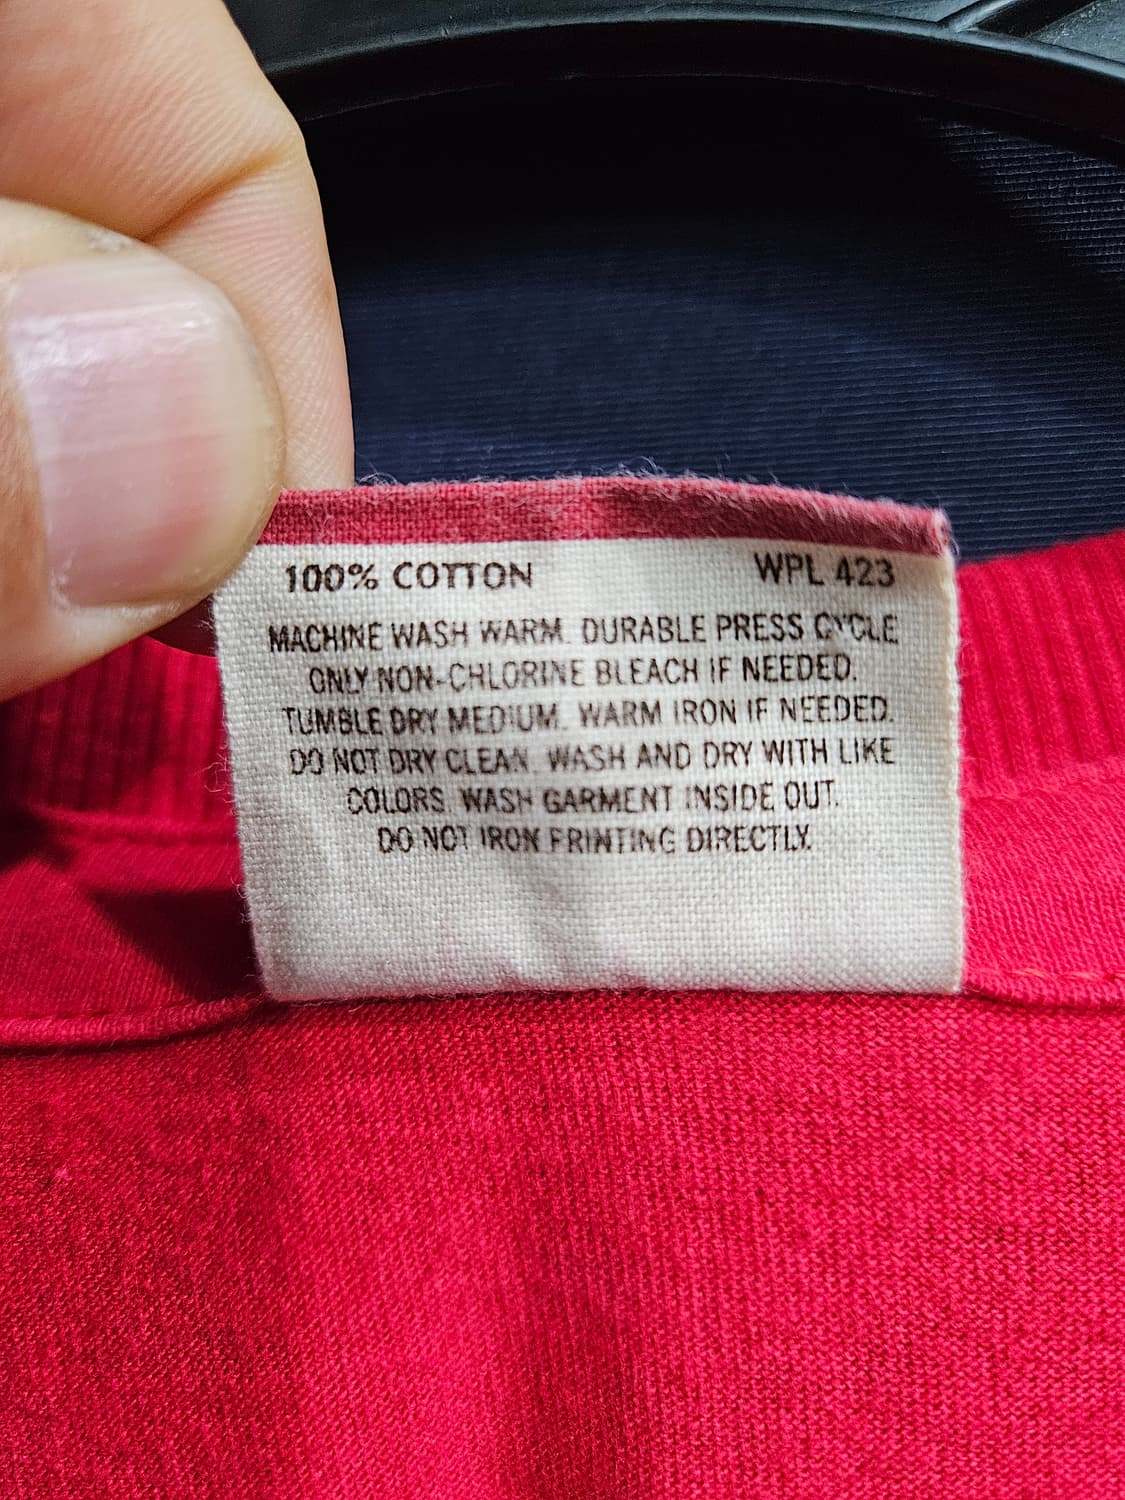 100% COTTON WPL 423
MACHINE WASH WARM. DURABLE PRESS CYCLE
ONLY NON-CHLORINE BLEACH IF NEEDED.
TUMBLE DRY MEDIUM. WARM IRON IF NEEDED.
DO NOT DRY CLEAN. WASH AND DRY WITH LIKE
COLORS. WASH GARMENT INSIDE OUT.
DO NOT IRON PRINTING DIRECTLY.